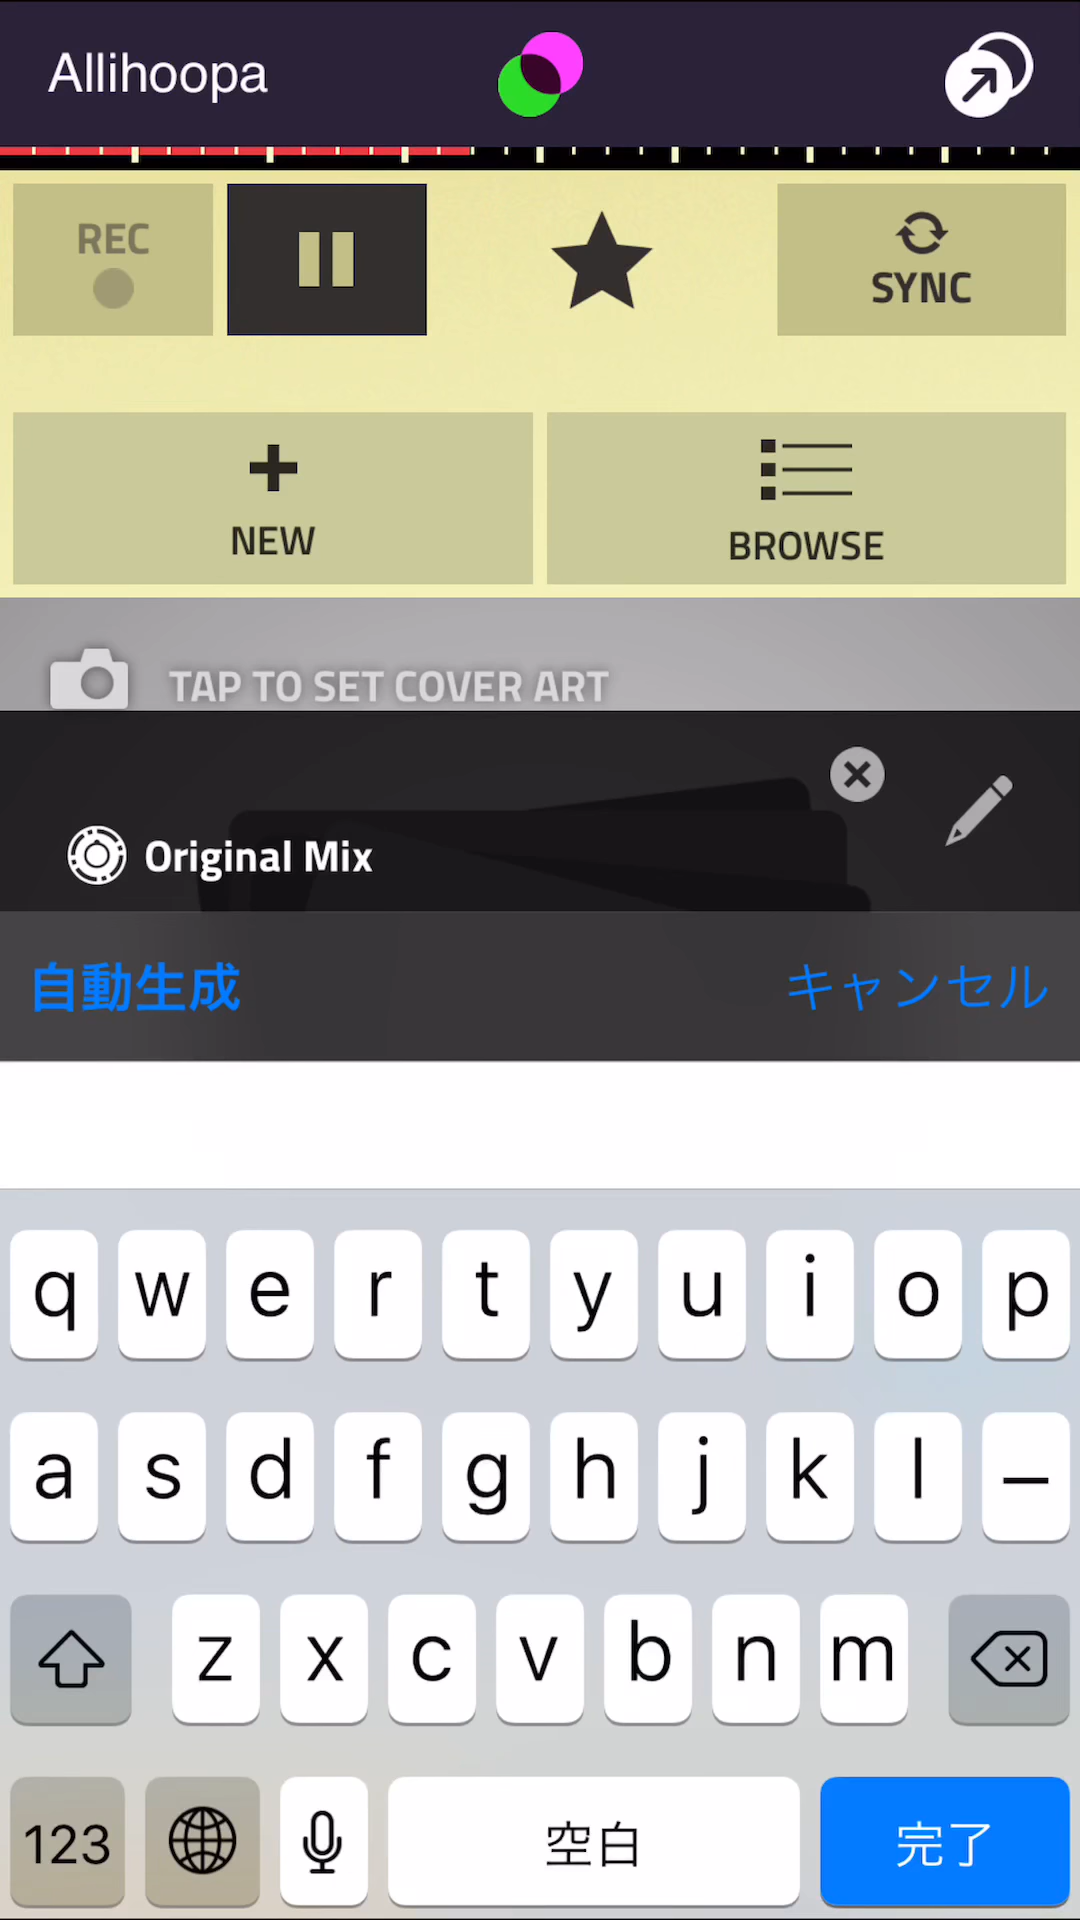 Allihoopa
REC
SYNC
NEW
BROWSE
TAP TO SET COVER ART
Original Mix
自動生成
キャンセル
q w e r t y u i o p
a s d f g h j k l –
z x c v b n m
123
空白
完了